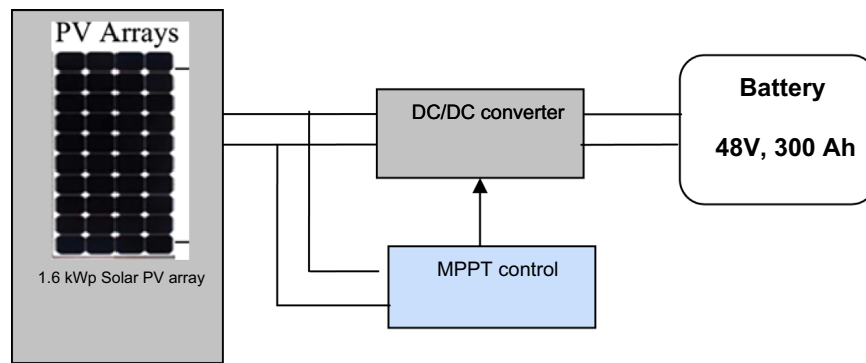 PV Arrays
1.6 kWp Solar PV array
DC/DC converter
MPPT control
Battery
48V, 300 Ah